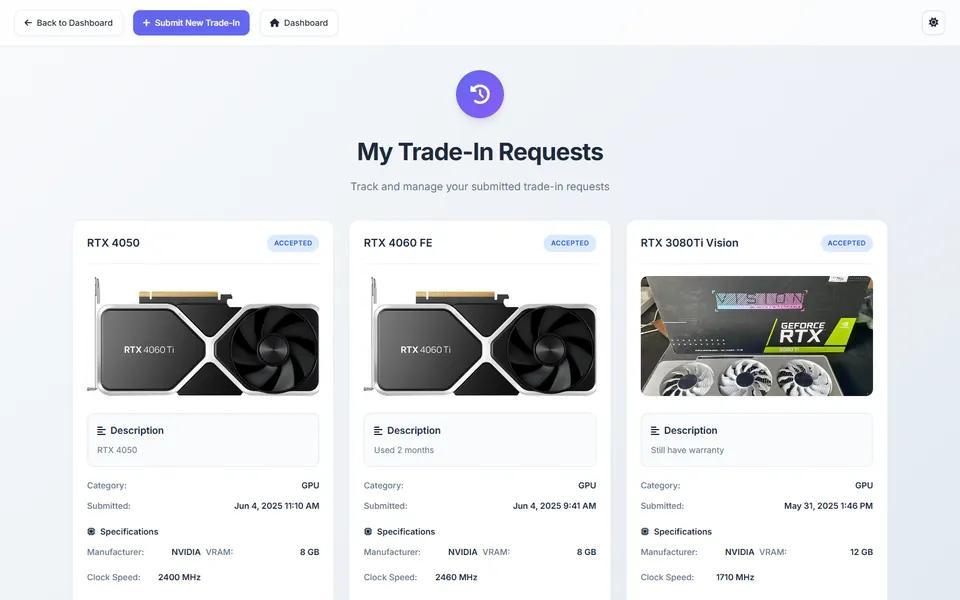 Back to Dashboard
Submit New Trade-In
Dashboard
My Trade-In Requests
Track and manage your submitted trade-in requests
RTX 4050
ACCEPTED
RTX 4060 Ti
Description
RTX 4050
Category: GPU
Submitted: Jun 4, 2025 11:10 AM
Specifications
Manufacturer: NVIDIA VRAM: 8 GB
Clock Speed: 2400 MHz
RTX 4060 FE
ACCEPTED
RTX 4060 Ti
Description
Used 2 months
Category: GPU
Submitted: Jun 4, 2025 9:41 AM
Specifications
Manufacturer: NVIDIA VRAM: 8 GB
Clock Speed: 2460 MHz
RTX 3080Ti Vision
ACCEPTED
VISION
GEFORCE
RTX
Description
Still have warranty
Category: GPU
Submitted: May 31, 2025 1:46 PM
Specifications
Manufacturer: NVIDIA VRAM: 12 GB
Clock Speed: 1710 MHz